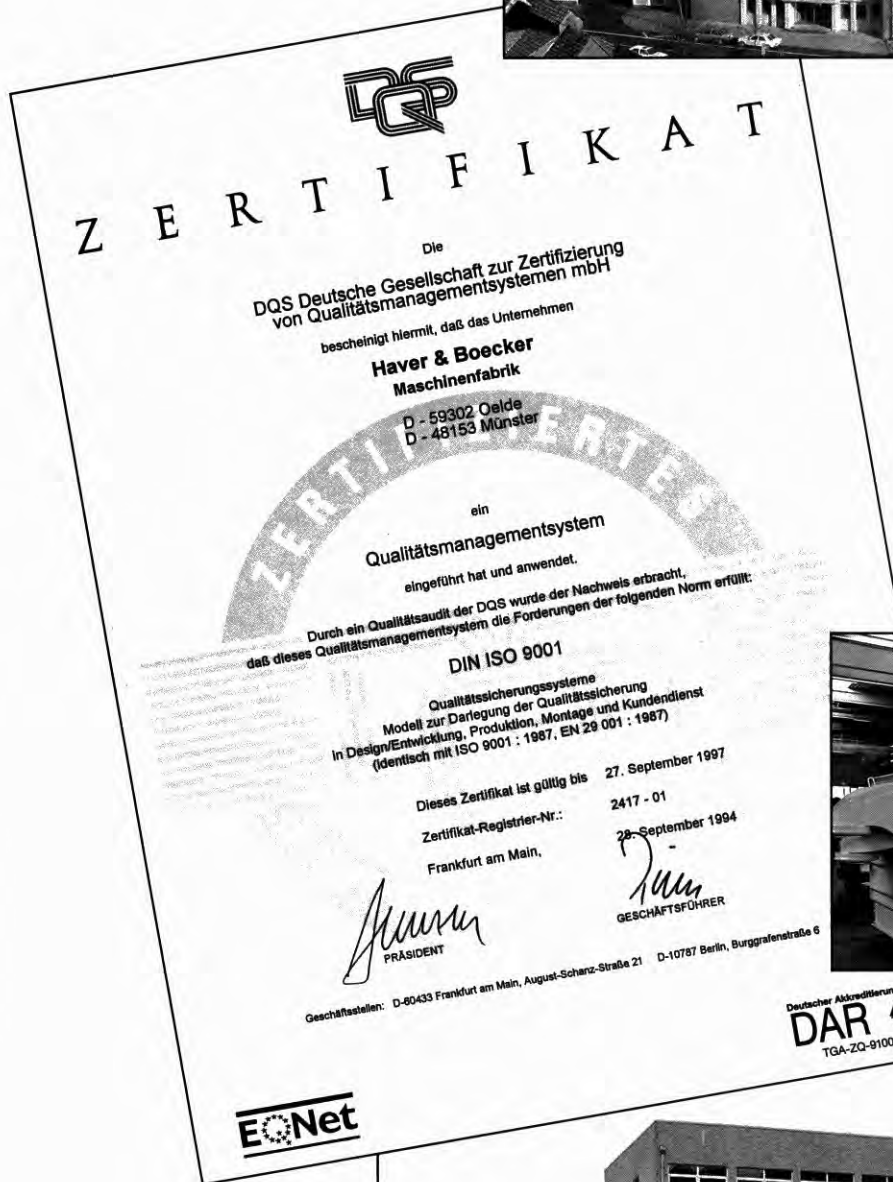 DQS
ZERTIFIKAT
Die
DQS Deutsche Gesellschaft zur Zertifizierung
von Qualitätsmanagementsystemen mbH
bescheinigt hiermit, daß das Unternehmen
Haver & Boecker
Maschinenfabrik
D - 59302 Oelde
D - 48153 Münster
ZERTIFIZIERTES
ein
Qualitätsmanagementsystem
eingeführt hat und anwendet.
Durch ein Qualitätsaudit der DQS wurde der Nachweis erbracht,
daß dieses Qualitätsmanagementsystem die Forderungen der folgenden Norm erfüllt:
DIN ISO 9001
Qualitätssicherungssysteme
Modell zur Darlegung der Qualitätssicherung
in Design/Entwicklung, Produktion, Montage und Kundendienst
(identisch mit ISO 9001 : 1987, EN 29 001 : 1987)
Dieses Zertifikat ist gültig bis 27. September 1997
Zertifikat-Registrier-Nr.: 2417 - 01
Frankfurt am Main, 28. September 1994
PRÄSIDENT GESCHÄFTSFÜHRER
Geschäftsstellen: D-60433 Frankfurt am Main, August-Schanz-Straße 21 D-10787 Berlin, Burggrafenstraße 6
Deutscher
DAR
TGA-ZQ-9100
EQNet